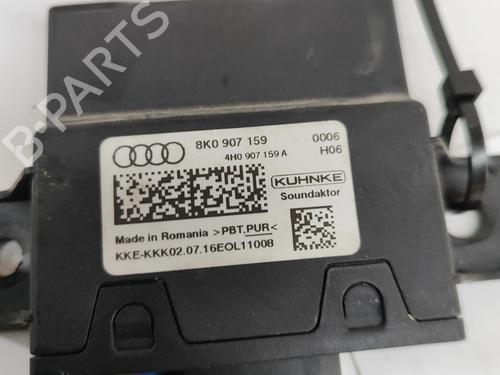 8K0 907 159 0006
4H0 907 159 A H06
KUHNKE
Soundaktor
Made in Romania >PBT,PUR<
KKE-KKK02.07.16EOL11008
B-PARTS